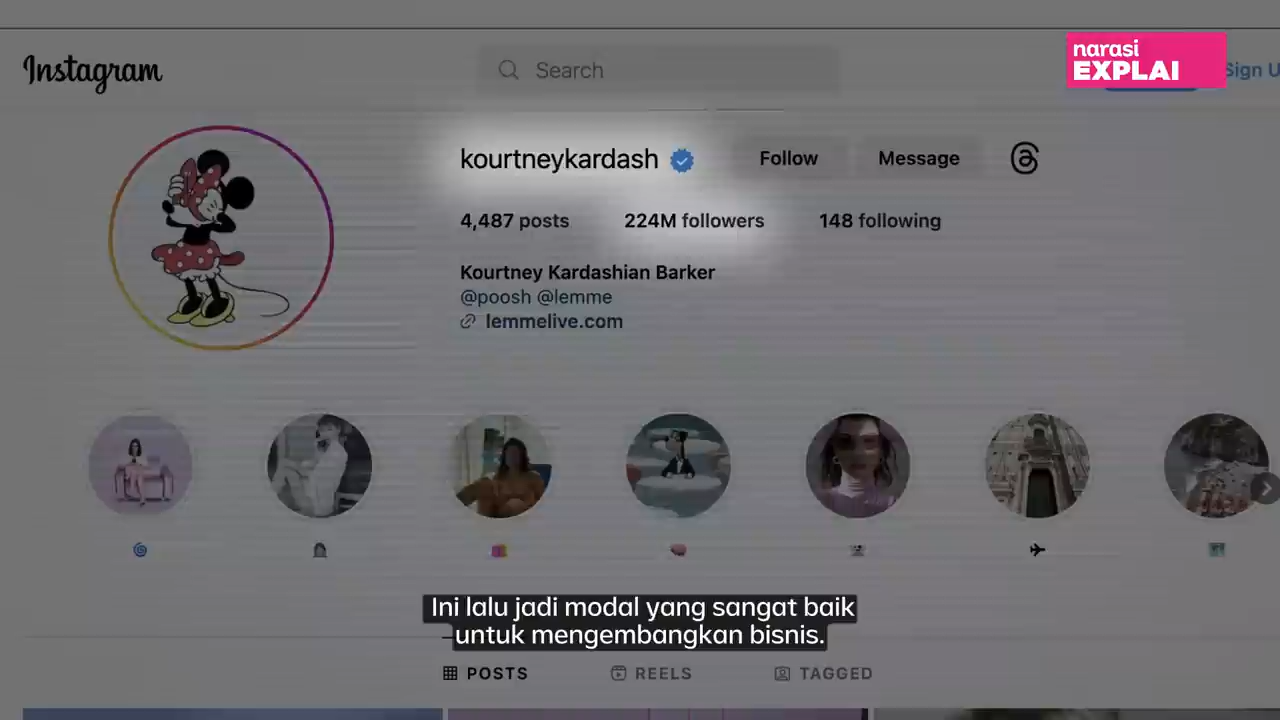 Instagram
Search
narasi
EXPLAI
Sign U
kourtneykardash
Follow
Message
4,487 posts
224M followers
148 following
Kourtney Kardashian Barker
@poosh @lemme
lemmelive.com
Ini lalu jadi modal yang sangat baik
untuk mengembangkan bisnis.
POSTS
REELS
TAGGED